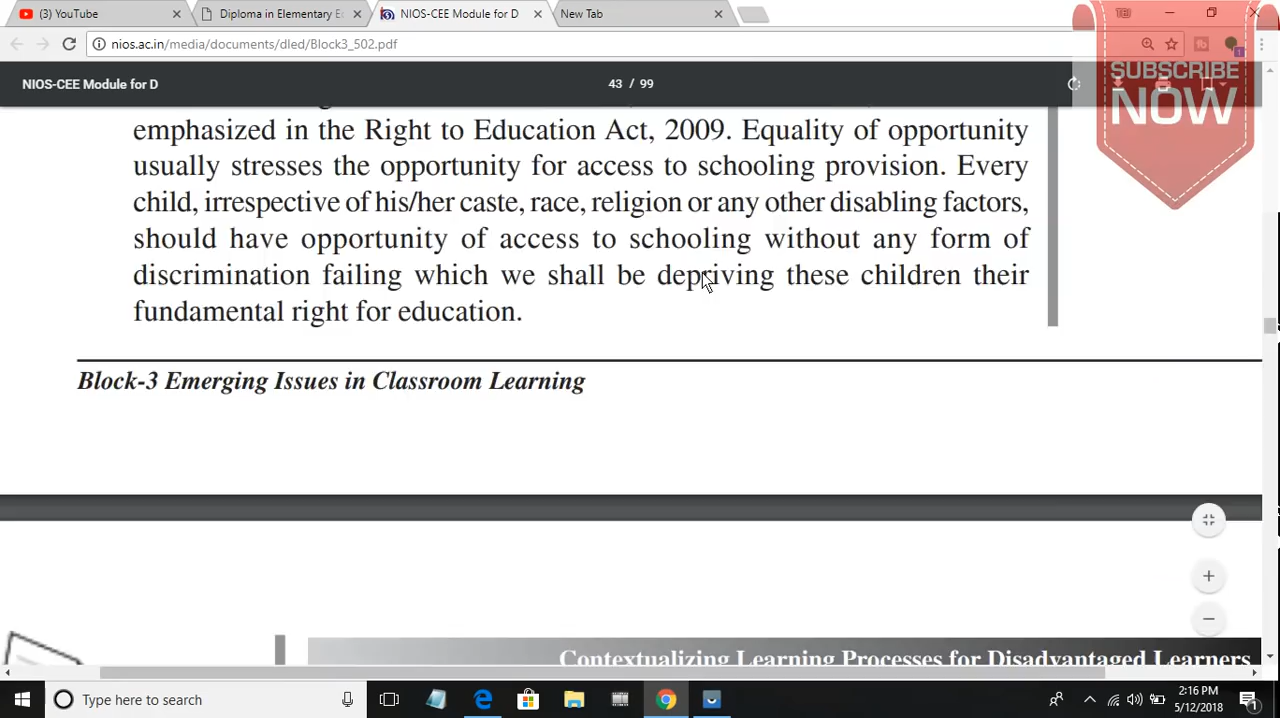 (3) YouTube
Diploma in Elementary Ec
NIOS-CEE Module for D
New Tab
nios.ac.in/media/documents/dled/Block3_502.pdf
NIOS-CEE Module for D
43 / 99
SUBSCRIBE
NOW
emphasized in the Right to Education Act, 2009. Equality of opportunity
usually stresses the opportunity for access to schooling provision. Every
child, irrespective of his/her caste, race, religion or any other disabling factors,
should have opportunity of access to schooling without any form of
discrimination failing which we shall be depriving these children their
fundamental right for education.
Block-3 Emerging Issues in Classroom Learning
Contextualizing Learning Processes for Disadvantaged Learners
Type here to search
2:16 PM
5/12/2018